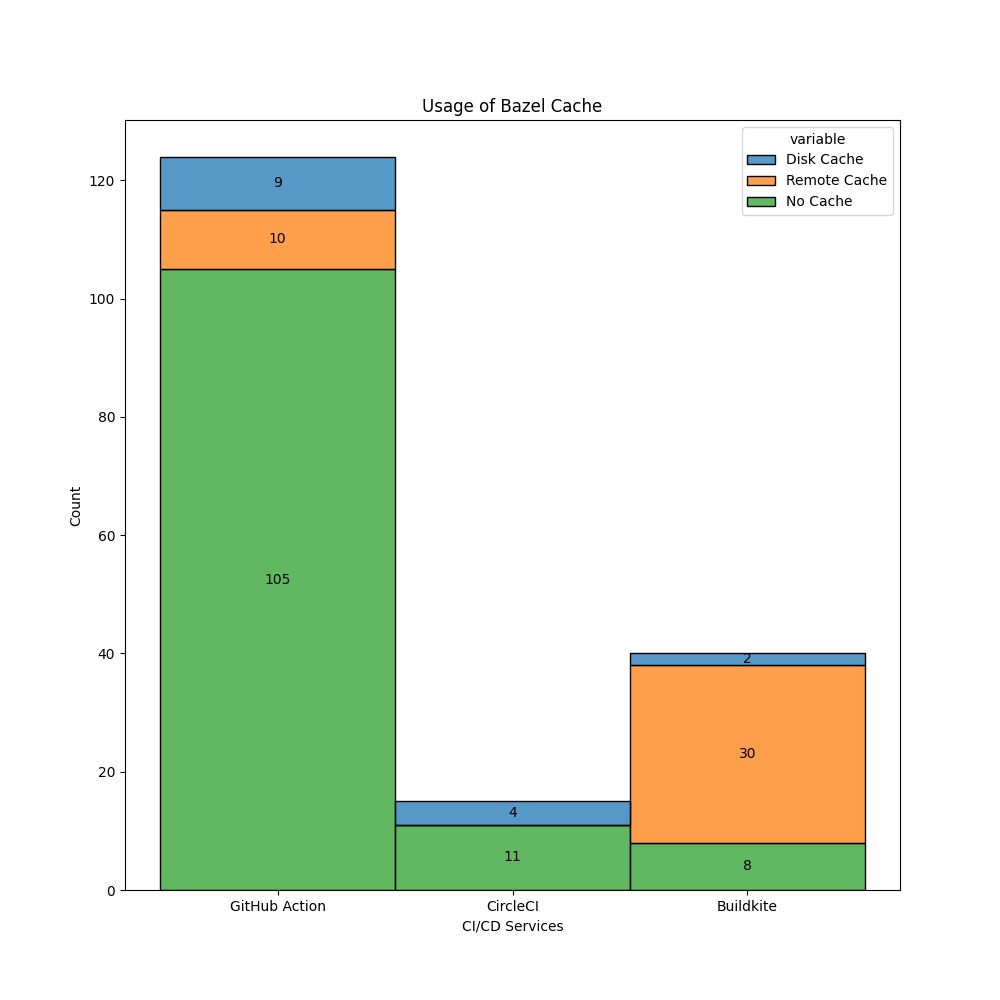 Usage of Bazel Cache
variable
Disk Cache
Remote Cache
No Cache
120
100
80
60
40
20
0
Count
9
10
105
4
11
2
30
8
GitHub Action
CircleCI
Buildkite
CI/CD Services